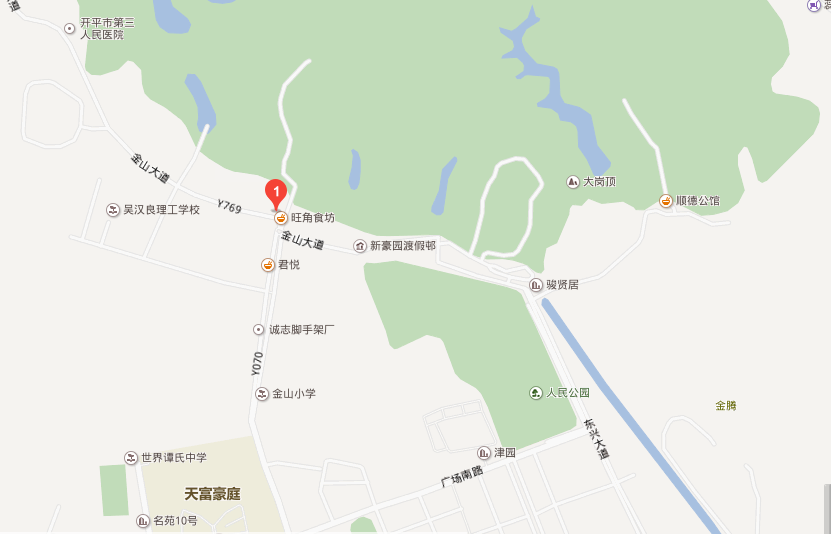 道
开平市第三
人民医院
蕊
金山大道
大岗顶
顺德公馆
吴汉良理工学校
Y769
1
旺角食坊
金山大道
新豪园渡假邨
君悦
骏贤居
诚志脚手架厂
Y070
金山小学
人民公园
金腾
东兴大道
世界谭氏中学
津园
广场南路
天富豪庭
名苑10号